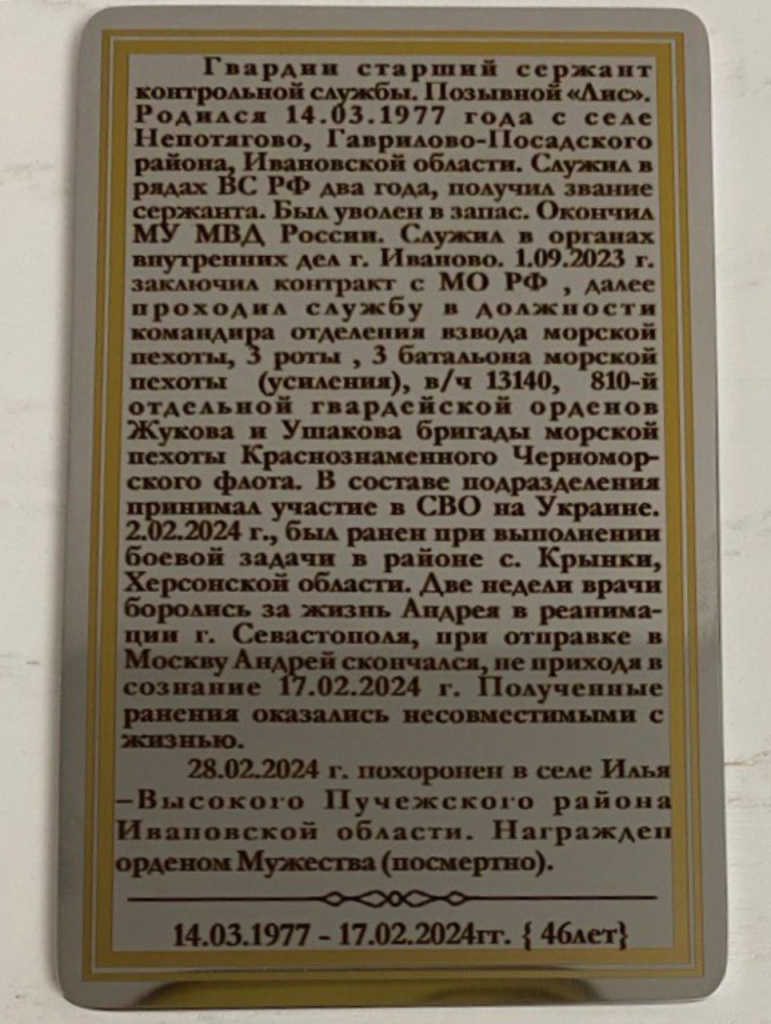 Гвардии старший сержант
контрольной службы. Позывной «Лис».
Родился 14.03.1977 года с селе
Непотягово, Гаврилово-Посадского
района, Ивановской области. Служил в
рядах ВС РФ два года, получил звание
сержанта. Был уволен в запас. Окончил
МУ МВД России. Служил в органах
внутренних дел г. Иваново. 1.09.2023 г.
заключил контракт с МО РФ , далее
проходил службу в должности
командира отделения взвода морской
пехоты, 3 роты , 3 батальона морской
пехоты (усиления), в/ч 13140, 810-й
отдельной гвардейской орденов
Жукова и Ушакова бригады морской
пехоты Краснознаменного Черномор-
ского флота. В составе подразделения
принимал участие в СВО на Украине.
2.02.2024 г., был ранен при выполнении
боевой задачи в районе с. Крынки,
Херсонской области. Две недели врачи
боролись за жизнь Андрея в реанима-
ции г. Севастополя, при отправке в
Москву Андрей скончался, не приходя в
сознание 17.02.2024 г. Полученные
ранения оказались несовместимыми с
жизнью.
28.02.2024 г. похоронен в селе Илья
–Высокого Пучежского района
Ивановской области. Награжден
орденом Мужества (посмертно).
14.03.1977 - 17.02.2024гг. { 46лет}